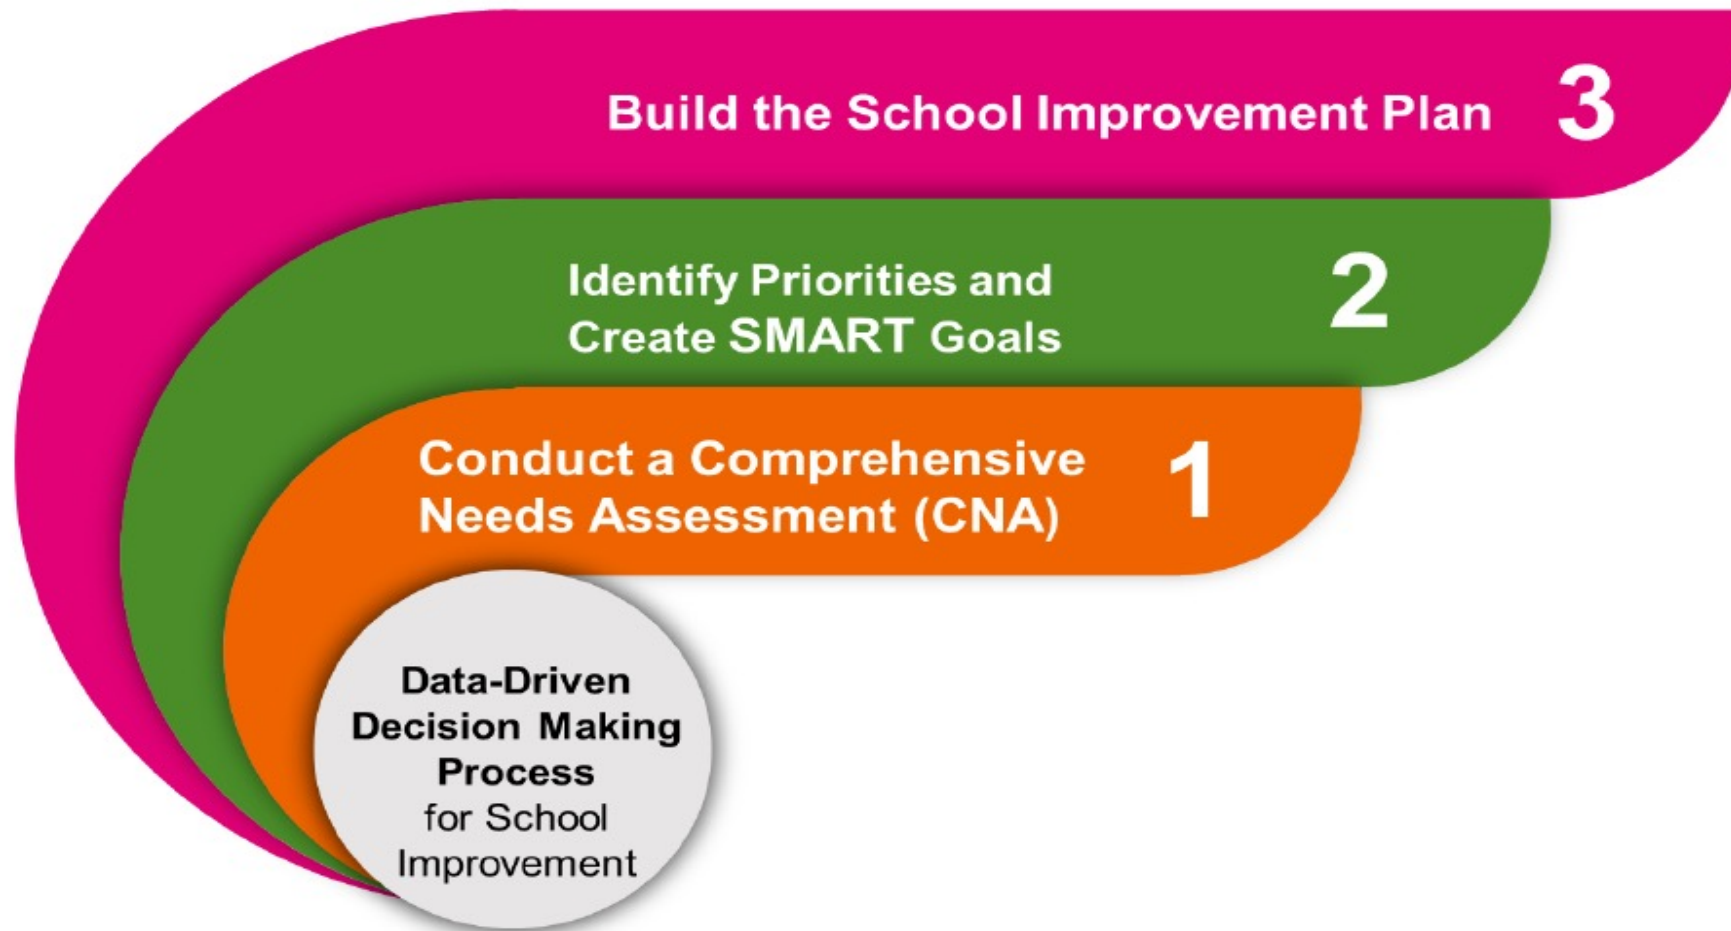 Build the School Improvement Plan 3
Identify Priorities and
Create SMART Goals
2
Conduct a Comprehensive
Needs Assessment (CNA)
1
Data-Driven
Decision Making
Process
for School
Improvement